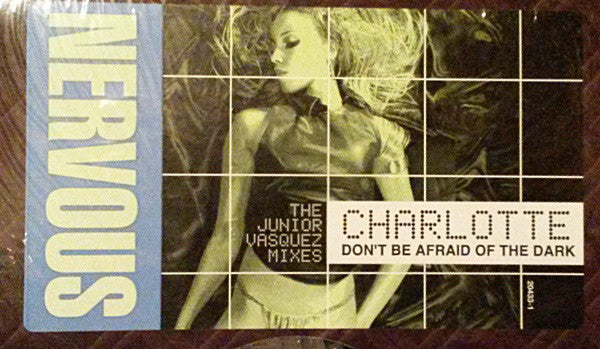 NERVOUS
THE
JUNIOR
VASQUEZ
MIXES
CHARLOTTE
DON'T BE AFRAID OF THE DARK
20433-1